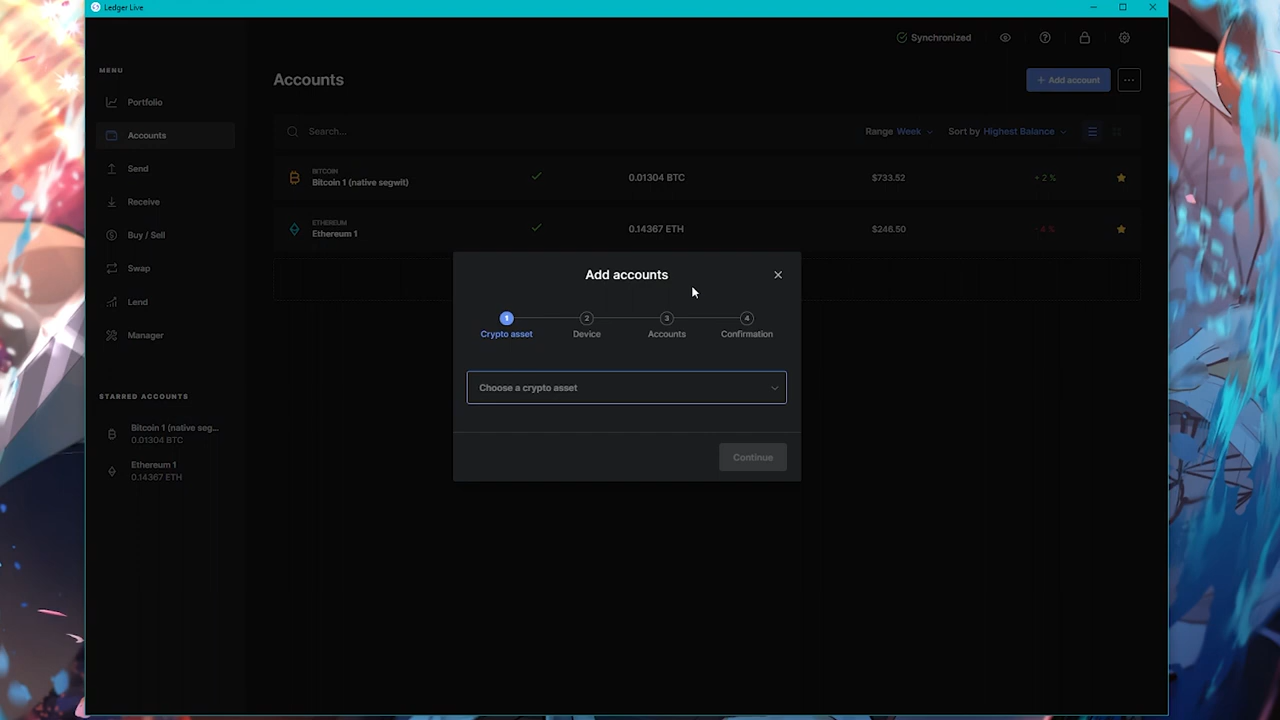 Ledger Live
Synchronized
MENU
Portfolio
Accounts
Send
Receive
Buy / Sell
Swap
Lend
Manager
STARRED ACCOUNTS
Bitcoin 1 (native seg...
0.01304 BTC
Ethereum 1
0.14367 ETH
Accounts
+ Add account
Search...
Range Week
Sort by Highest Balance
BITCOIN
Bitcoin 1 (native segwit)
0.01304 BTC
$733.52
+ 2 %
ETHEREUM
Ethereum 1
0.14367 ETH
$246.50
- 4 %
Add accounts
1
2
3
4
Crypto asset
Device
Accounts
Confirmation
Choose a crypto asset
Continue